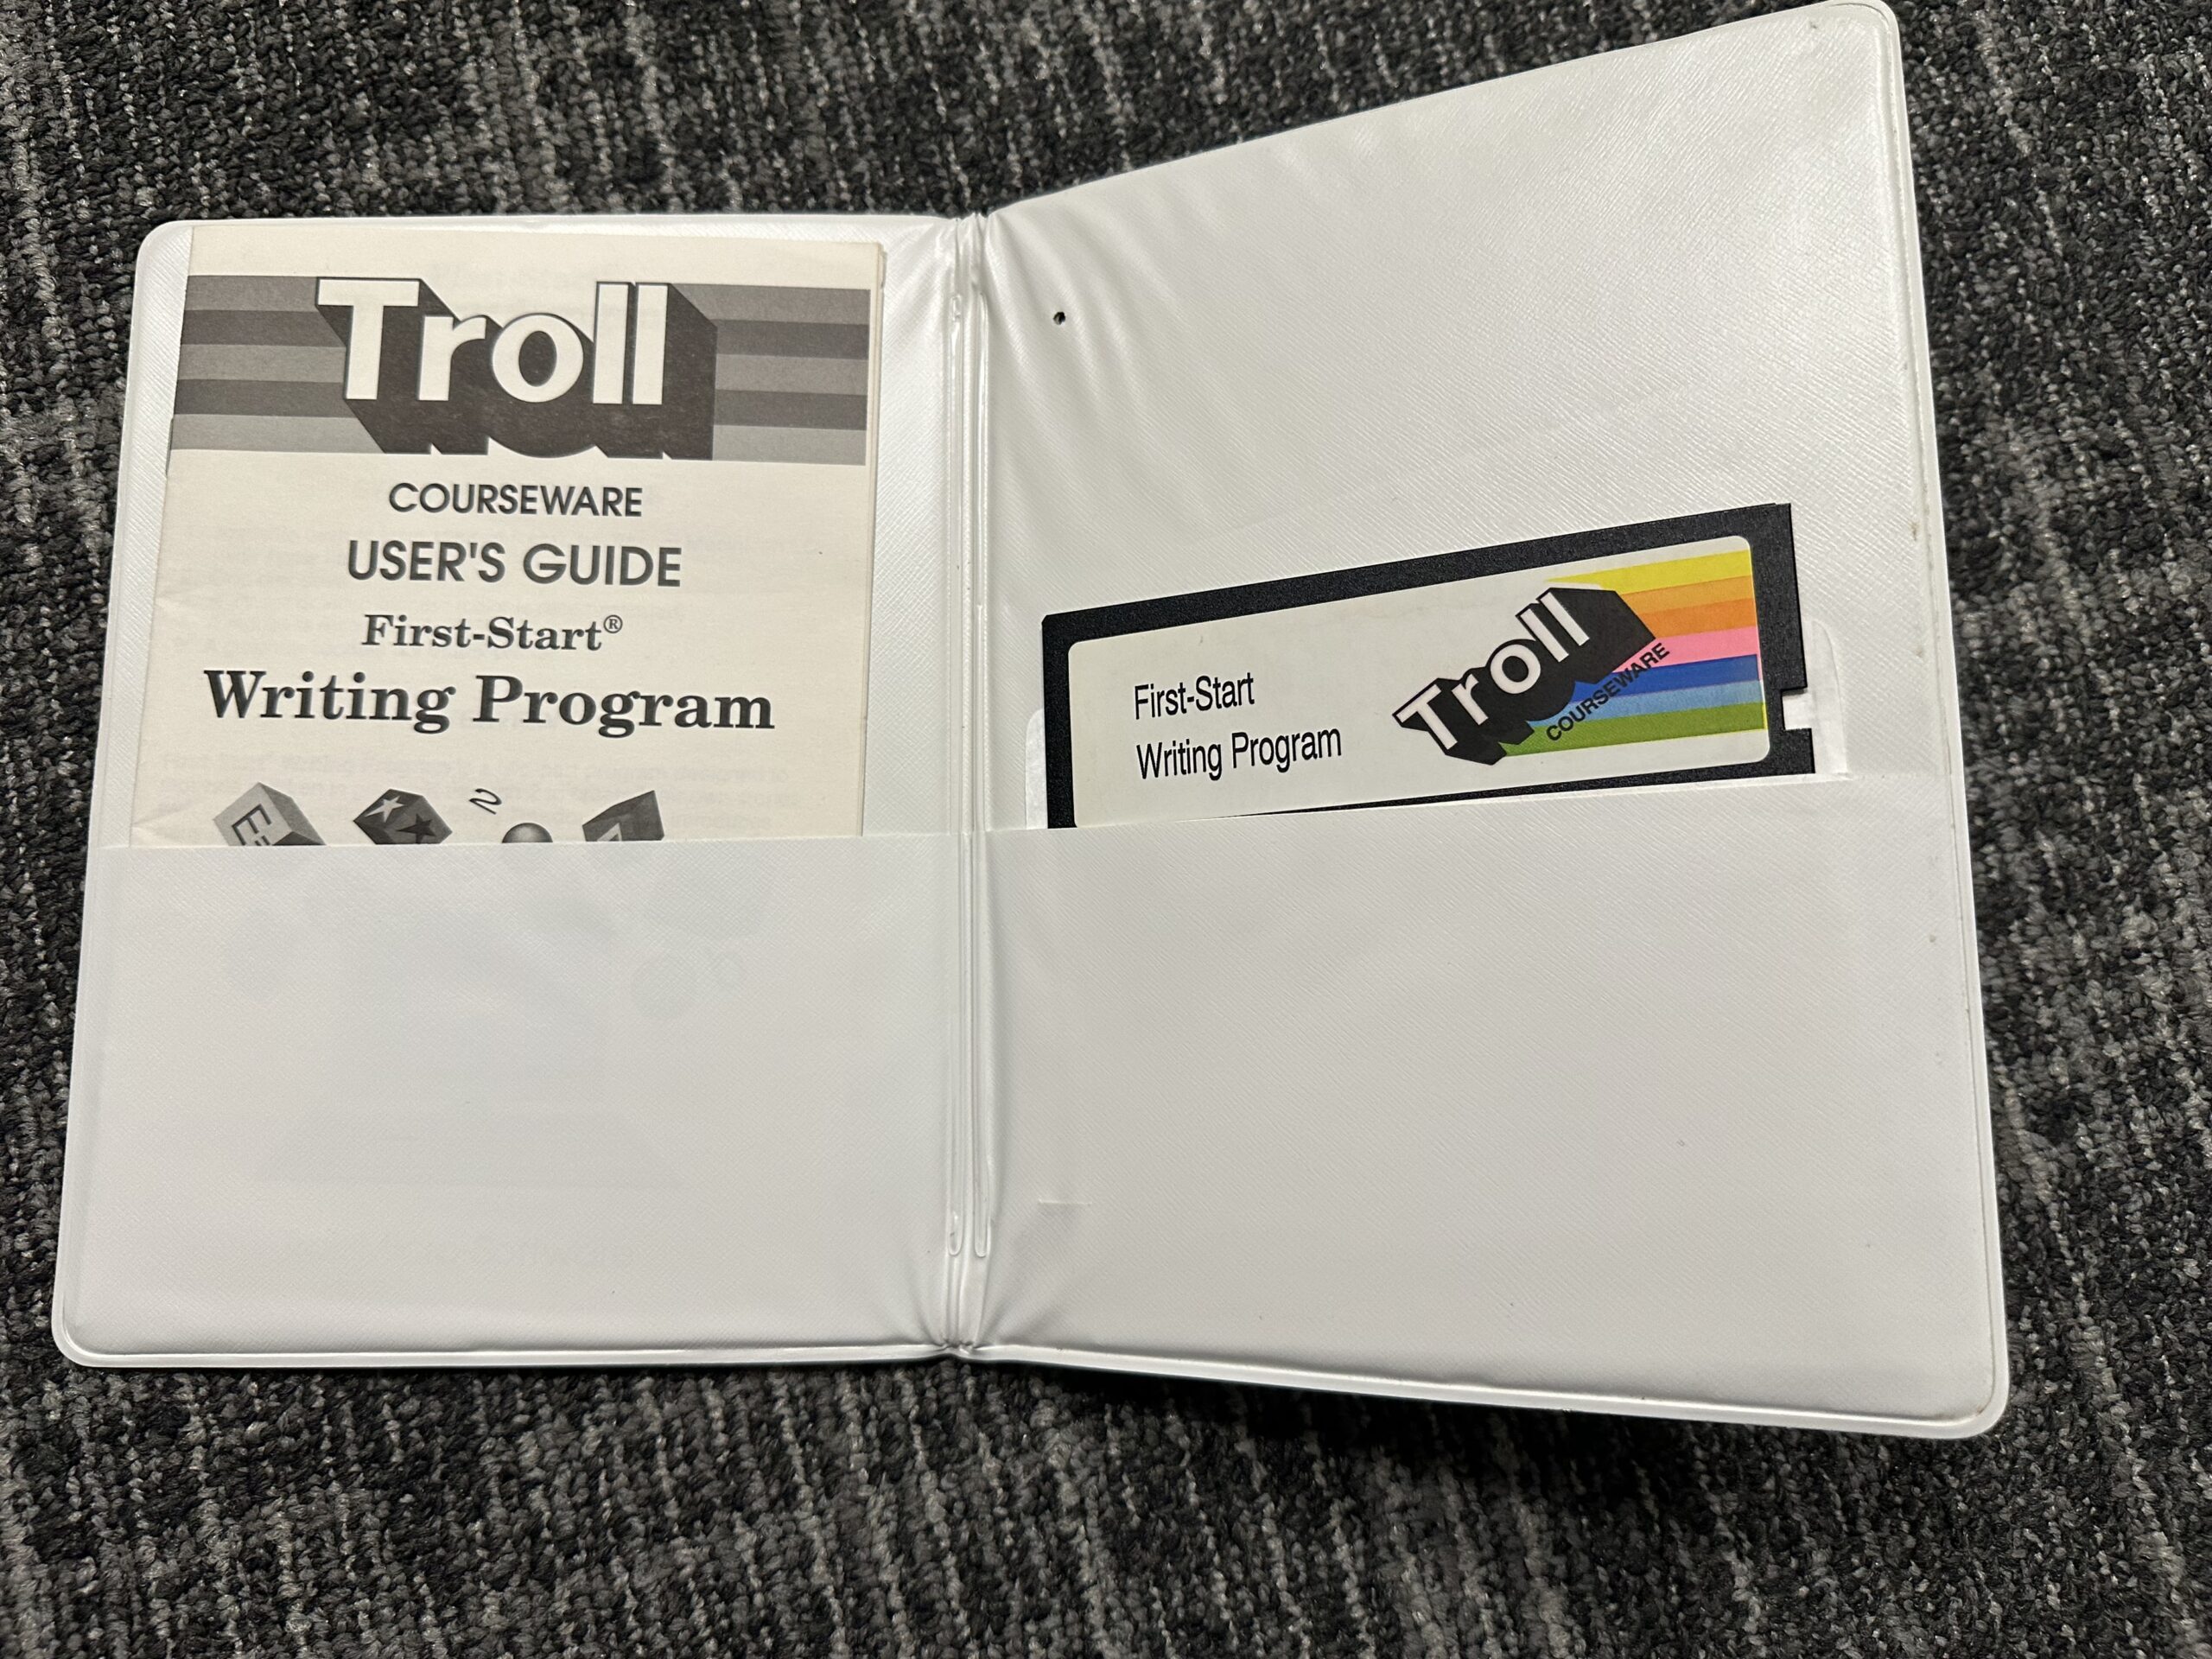 Troll
COURSEWARE
USER'S GUIDE
First-Start®
Writing Program
First-Start
Writing Program
Troll
COURSEWARE